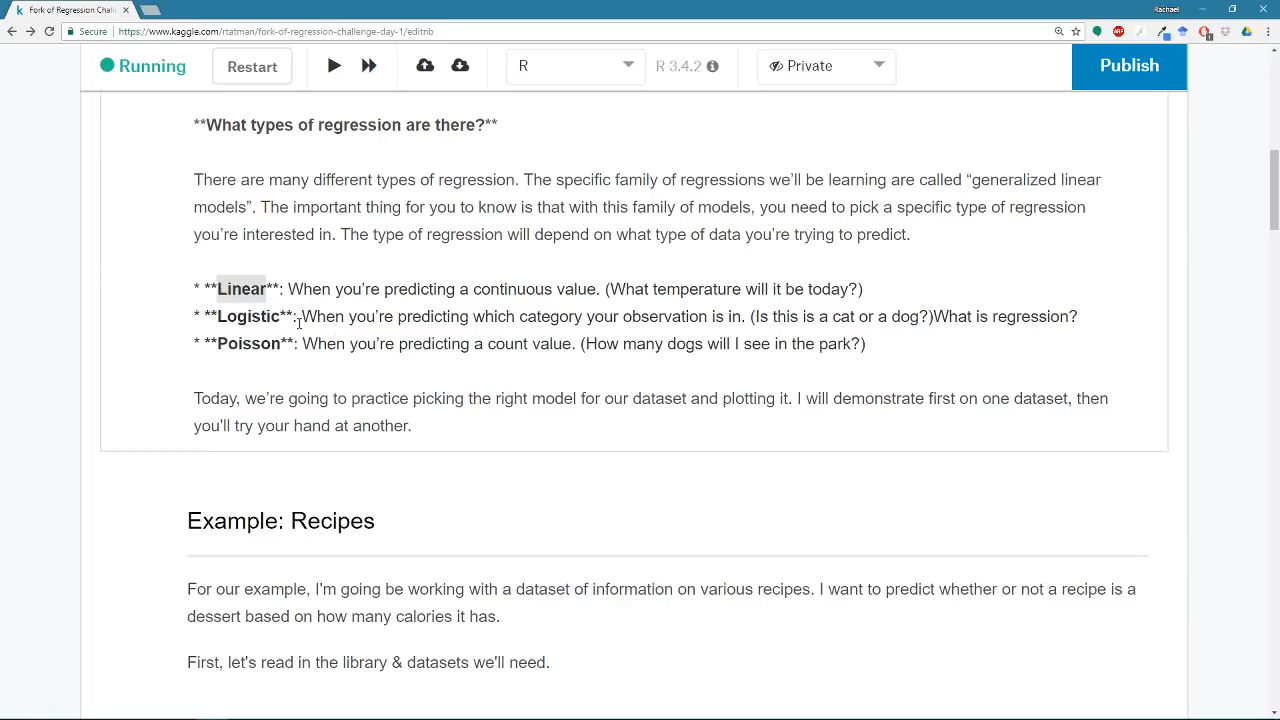 Fork of Regression Chall
Rachael
Secure https://www.kaggle.com/rtatman/fork-of-regression-challenge-day-1/editnb
Running Restart R R 3.4.2 Private Publish
**What types of regression are there?**
There are many different types of regression. The specific family of regressions we'll be learning are called “generalized linear
models”. The important thing for you to know is that with this family of models, you need to pick a specific type of regression
you're interested in. The type of regression will depend on what type of data you're trying to predict.
* **Linear**: When you're predicting a continuous value. (What temperature will it be today?)
* **Logistic**: When you're predicting which category your observation is in. (Is this is a cat or a dog?)What is regression?
* **Poisson**: When you're predicting a count value. (How many dogs will I see in the park?)
Today, we're going to practice picking the right model for our dataset and plotting it. I will demonstrate first on one dataset, then
you'll try your hand at another.
Example: Recipes
For our example, I'm going be working with a dataset of information on various recipes. I want to predict whether or not a recipe is a
dessert based on how many calories it has.
First, let's read in the library & datasets we'll need.